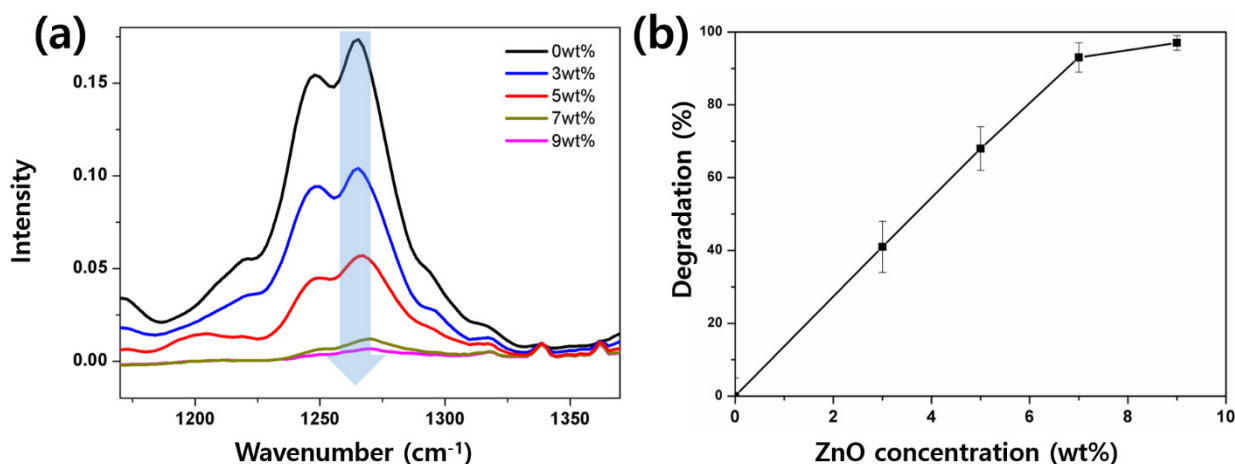 (a)
0wt%
3wt%
5wt%
7wt%
9wt%
Intensity
0.15
0.10
0.05
0.00
1200 1250 1300 1350
Wavenumber (cm-1)
(b)
Degradation (%)
100
80
60
40
20
0
0 2 4 6 8 10
ZnO concentration (wt%)